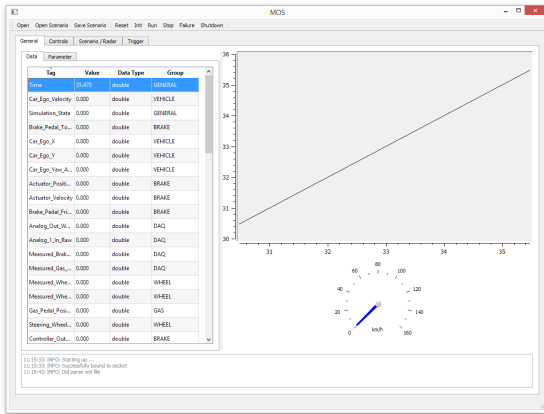 MOS
Open Open Scenario Save Scenario Reset Init Run Stop Failure Shutdown
General Controls Scenario / Radar Trigger
Data Parameter
Tag Value Data Type Group
Time 35,470 double GENERAL
Car_Ego_Velocity 0.000 double VEHICLE
Simulation_State 0.000 double GENERAL
Brake_Pedal_To... 0.000 double BRAKE
Car_Ego_X 0.000 double VEHICLE
Car_Ego_Y 0.000 double VEHICLE
Car_Ego_Yaw_A... 0.000 double VEHICLE
Actuator_Positi... 0.000 double BRAKE
Actuator_Velocity 0.000 double BRAKE
Brake_Pedal_Fri... 0.000 double BRAKE
Analog_Out_W... 0.000 double DAQ
Analog_1_In_Raw 0.000 double DAQ
Measured_Brak... 0.000 double DAQ
Measured_Gas_... 0.000 double DAQ
Measured_Whe... 0.000 double WHEEL
Measured_Whe... 0.000 double WHEEL
Gas_Pedal_Posi... 0.000 double GAS
Steering_Wheel... 0.000 double WHEEL
Controller_Out... 0.000 double BRAKE
36
35
34
33
32
31
30
31 32 33 34 35
0 20 40 60 80 100 120 140 160
km/h
11:15:33: INFO: Starting up ...
11:15:33: INFO: Successfully bound to socket
11:15:42: INFO: Did parse xml file